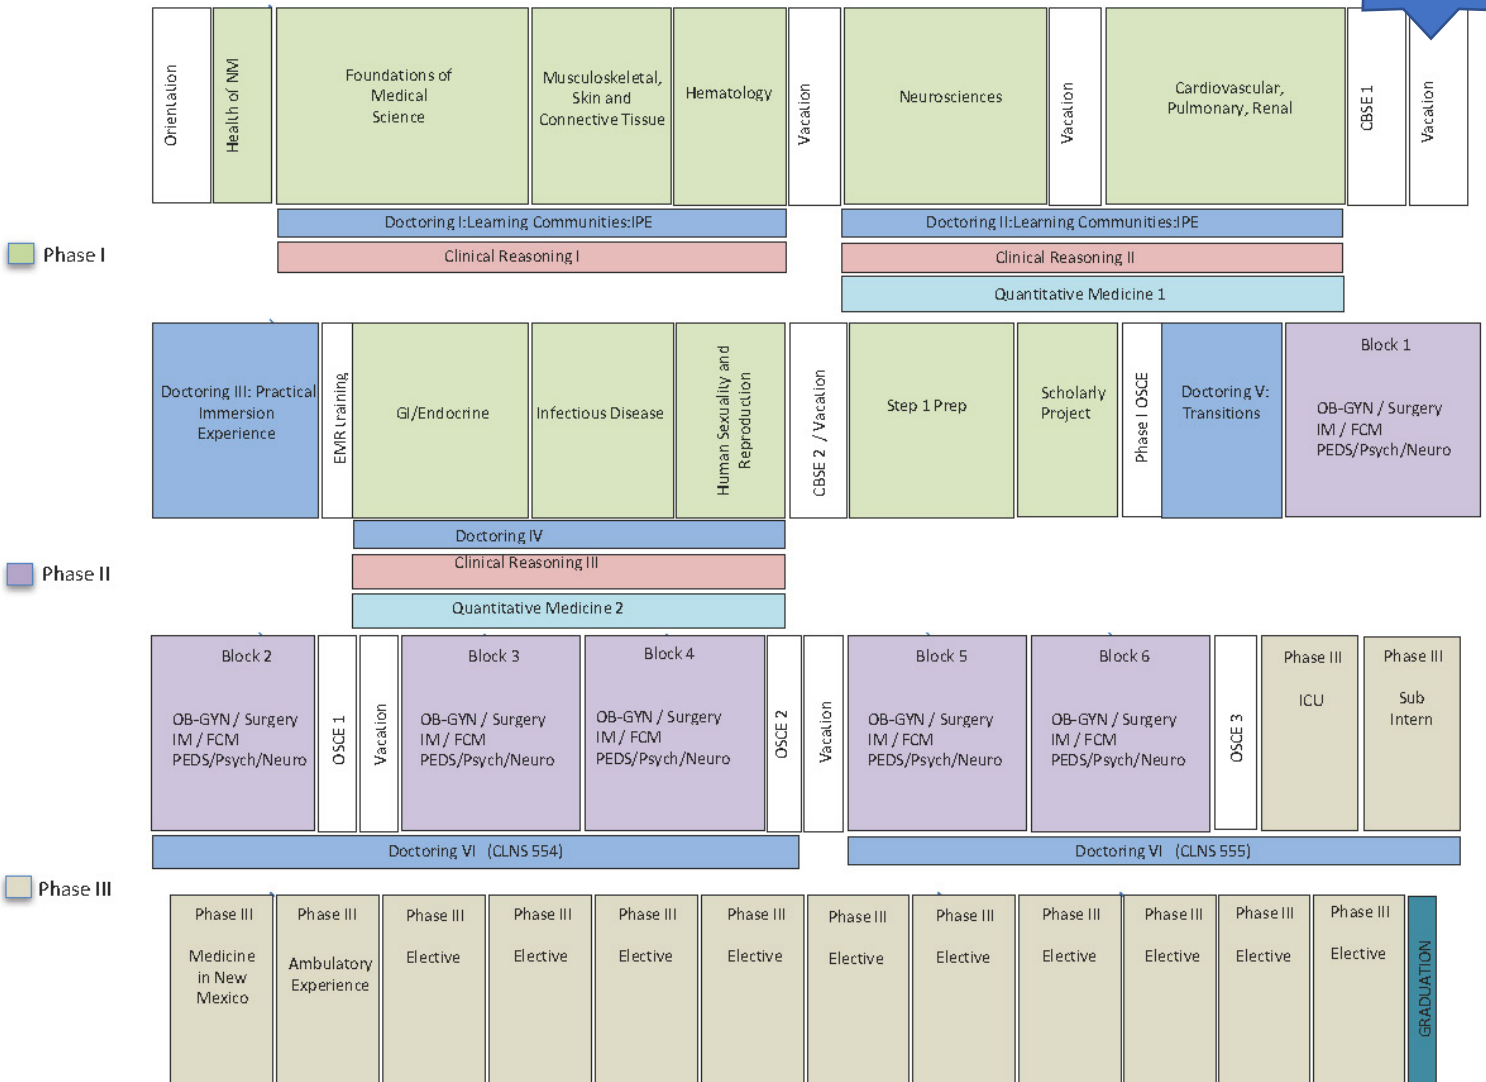 Orientation
Health of NM
Foundations of
Medical
Science
Musculoskeletal,
Skin and
Connective Tissue
Hematology
Vacation
Neurosciences
Vacation
Cardiovascular,
Pulmonary, Renal
CBSE 1
Vacation
Doctoring I:Learning Communities:IPE
Doctoring II:Learning Communities:IPE
Phase I
Clinical Reasoning I
Clinical Reasoning II
Quantitative Medicine 1
Doctoring III: Practical
Immersion
Experience
EMR training
GI/Endocrine
Infectious Disease
Human Sexuality and
Reproduction
CBSE 2 / Vacation
Step 1 Prep
Scholarly
Project
Phase I OSCE
Doctoring V:
Transitions
Block 1
OB-GYN / Surgery
IM / FCM
PEDS/Psych/Neuro
Doctoring IV
Clinical Reasoning III
Phase II
Quantitative Medicine 2
Block 2
OB-GYN / Surgery
IM / FCM
PEDS/Psych/Neuro
OSCE 1
Vacation
Block 3
OB-GYN / Surgery
IM / FCM
PEDS/Psych/Neuro
Block 4
OB-GYN / Surgery
IM / FCM
PEDS/Psych/Neuro
OSCE 2
Vacation
Block 5
OB-GYN / Surgery
IM / FCM
PEDS/Psych/Neuro
Block 6
OB-GYN / Surgery
IM / FCM
PEDS/Psych/Neuro
OSCE 3
Phase III
ICU
Phase III
Sub
Intern
Doctoring VI (CLNS 554)
Doctoring VI (CLNS 555)
Phase III
Phase III
Medicine
in New
Mexico
Phase III
Ambulatory
Experience
Phase III
Elective
Phase III
Elective
Phase III
Elective
Phase III
Elective
Phase III
Elective
Phase III
Elective
Phase III
Elective
Phase III
Elective
Phase III
Elective
Phase III
Elective
GRADUATION